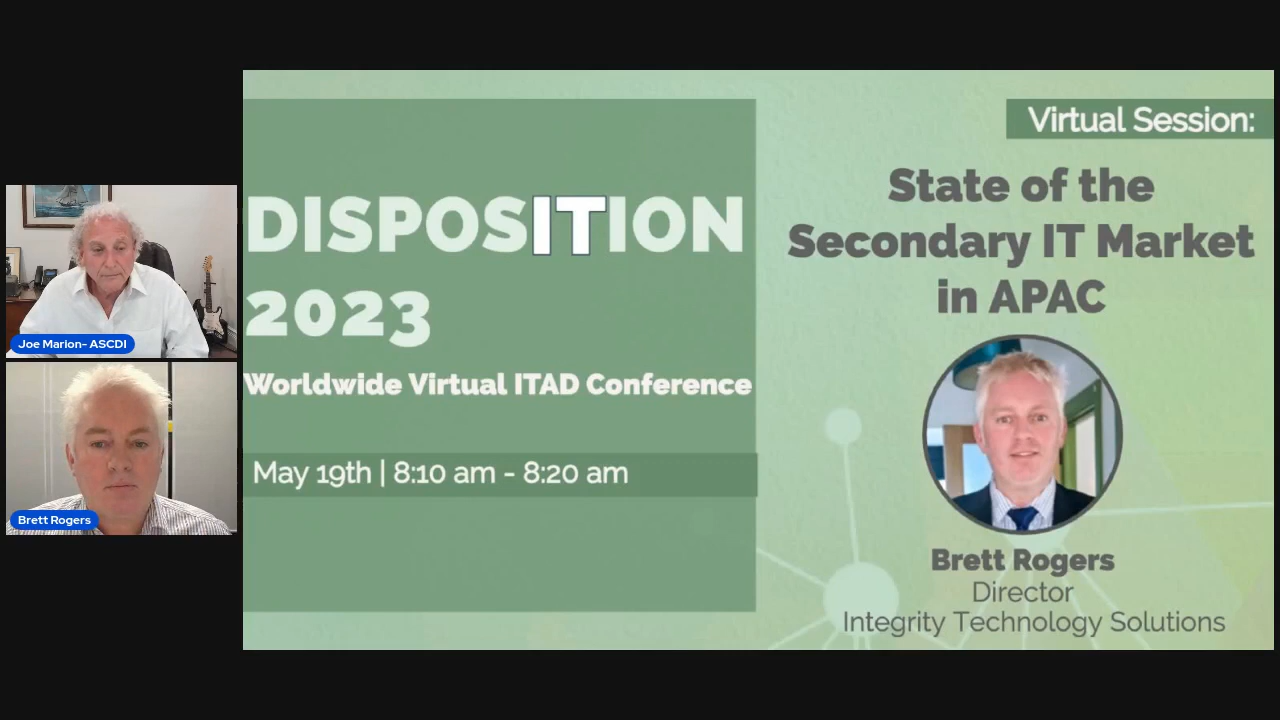 Joe Marion- ASCDI
Brett Rogers
DISPOSITION
2023
Worldwide Virtual ITAD Conference
May 19th | 8:10 am - 8:20 am
Virtual Session:
State of the
Secondary IT Market
in APAC
Brett Rogers
Director
Integrity Technology Solutions